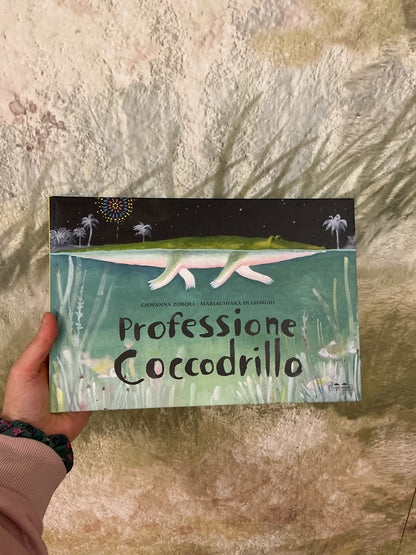 GIOVANNA ZOBOLI - MARIACHIARA DI GIORGIO
Professione
Coccodrillo